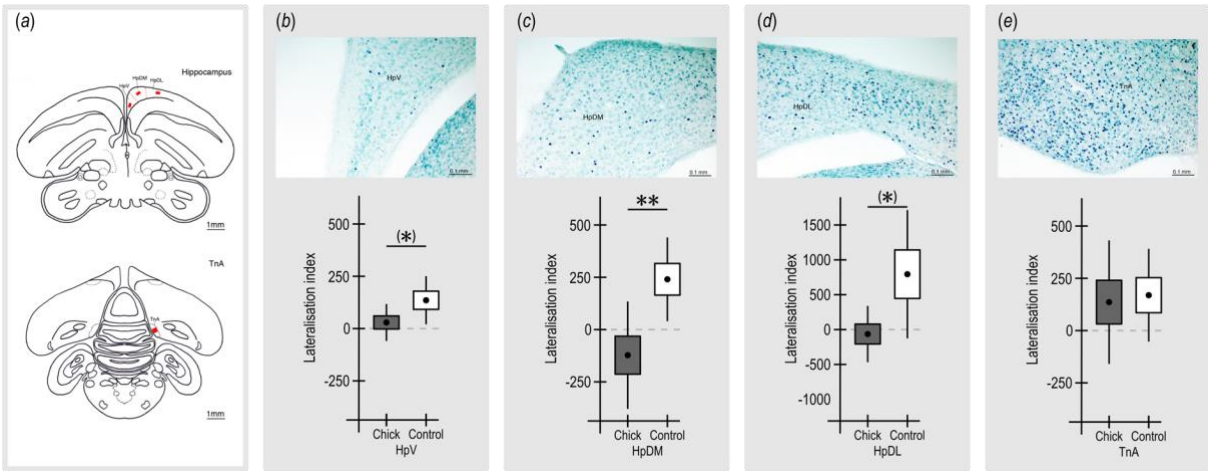 (a)
Hippocampus
HpV
HpDM
HpDL
1mm
TnA
TnA
1mm
(b)
HpV
0.1 mm
Lateralisation index
500
250
0
-250
(*)
Chick
Control
HpV
(c)
HpDM
0.1 mm
Lateralisation index
500
250
0
-250
**
Chick
Control
HpDM
(d)
HpDL
0.1 mm
Lateralisation index
1500
1000
500
0
-500
-1000
(*)
Chick
Control
HpDL
(e)
TnA
0.1 mm
Lateralisation index
500
250
0
-250
Chick
Control
TnA